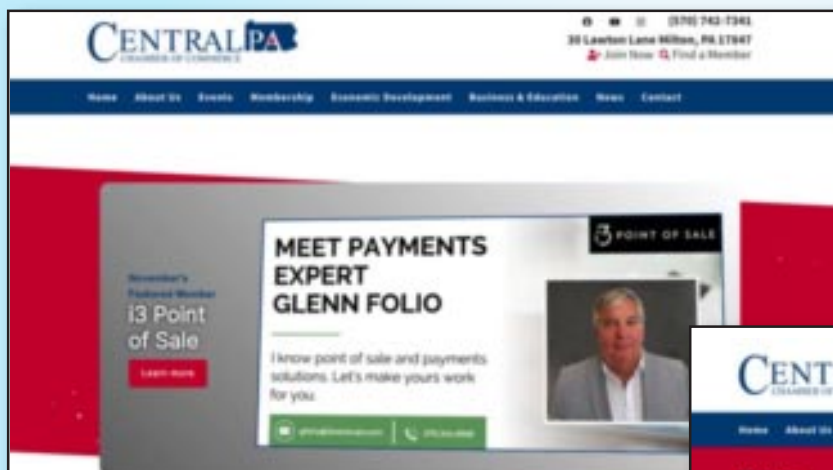 CENTRAL PA
CHAMBER OF COMMERCE
(570) 742-7341
30 Lawton Lane Milton, PA 17847
Join Now Find a Member
Home About Us Events Membership Economic Development Business & Education News Contact
November's
Featured Member
i3 Point
of Sale
Learn more
MEET PAYMENTS
EXPERT
GLENN FOLIO
I know point of sale and payments
solutions. Let's make yours work
for you.
i3 POINT OF SALE
CENT
CHAMBER OF
Home About Us